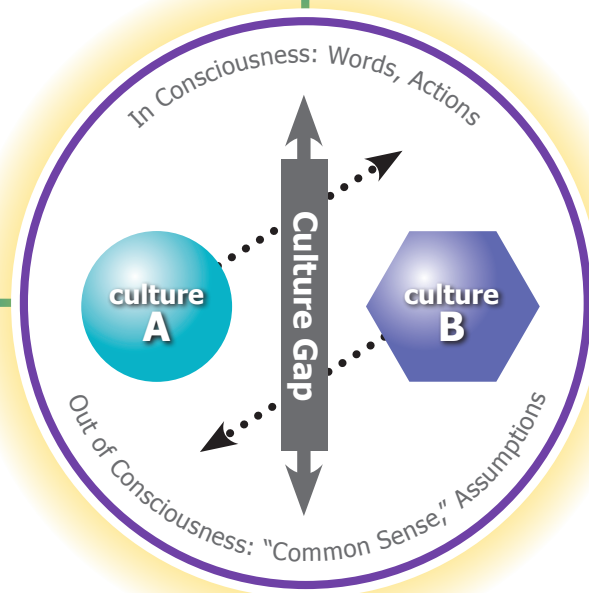 In Consciousness: Words, Actions
Culture Gap
culture
A
culture
B
Out of Consciousness: “Common Sense,” Assumptions